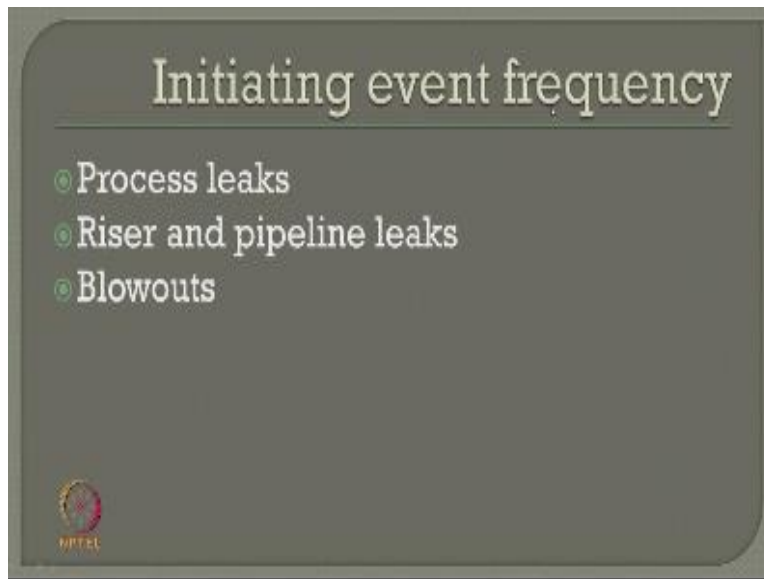 Initiating event frequency
Process leaks
Riser and pipeline leaks
Blowouts
NPTEL